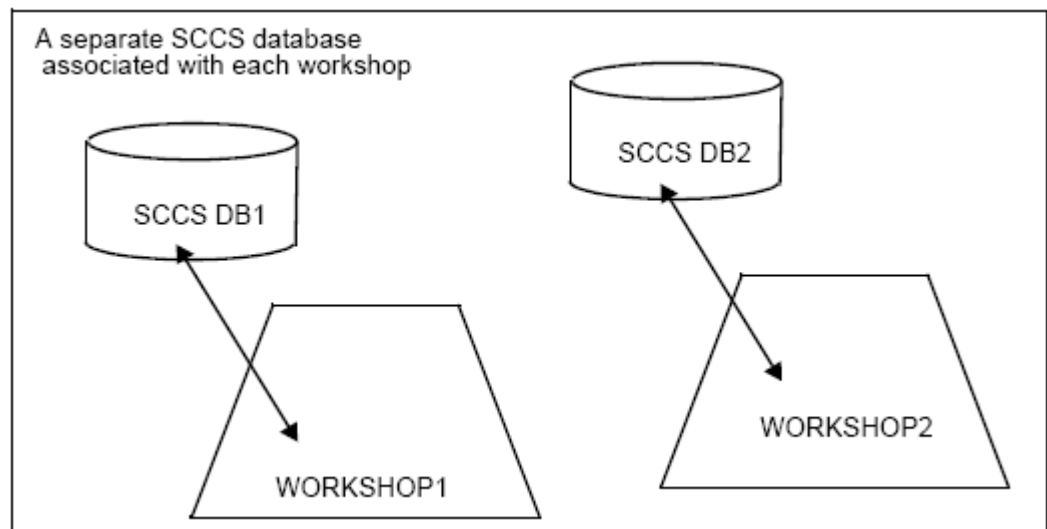 A separate SCCS database
associated with each workshop
SCCS DB1
SCCS DB2
WORKSHOP1
WORKSHOP2